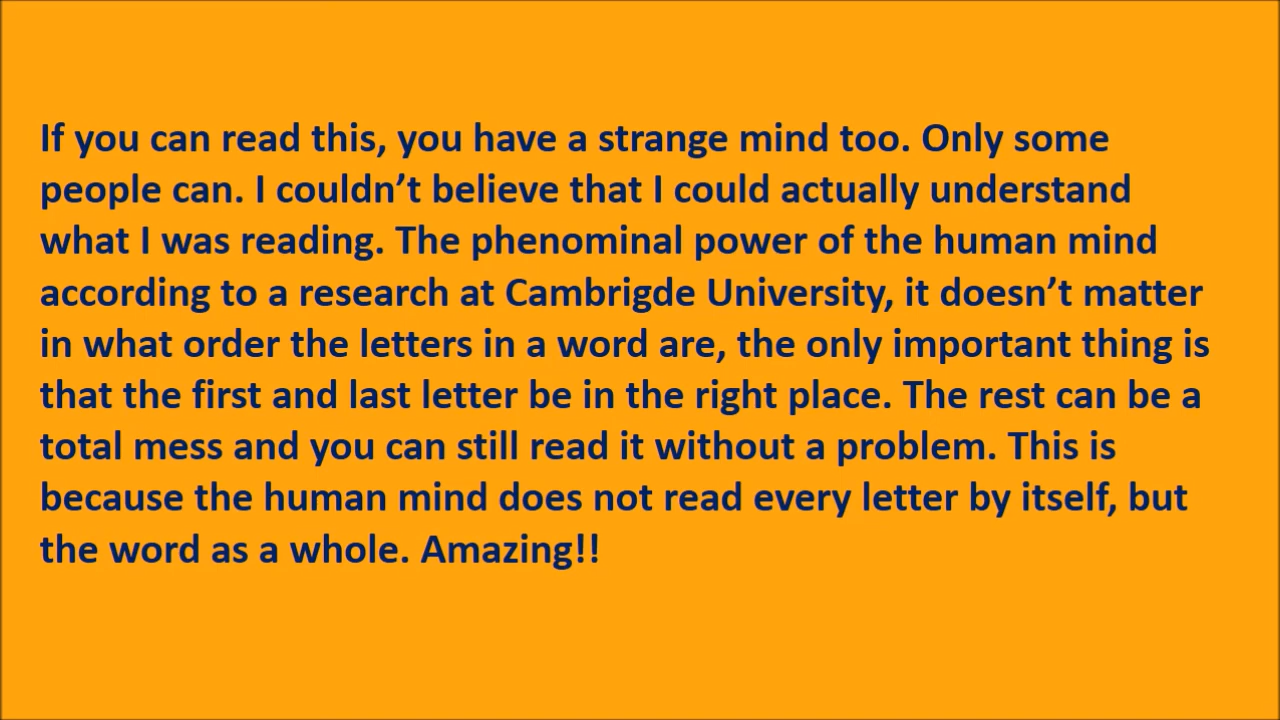 If you can read this, you have a strange mind too. Only some
people can. I couldn’t believe that I could actually understand
what I was reading. The phenominal power of the human mind
according to a research at Cambrigde University, it doesn’t matter
in what order the letters in a word are, the only important thing is
that the first and last letter be in the right place. The rest can be a
total mess and you can still read it without a problem. This is
because the human mind does not read every letter by itself, but
the word as a whole. Amazing!!